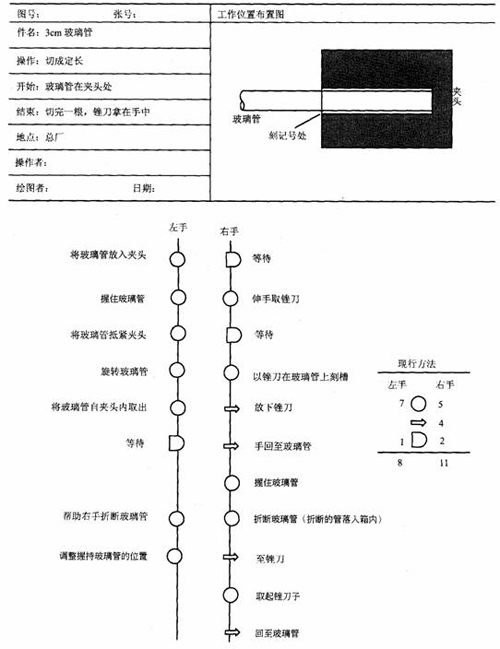 图号： 张号：
工作位置布置图
件名：3cm 玻璃管
操作：切成定长
开始：玻璃管在夹头处
结束：切完一根，锉刀拿在手中
地点：总厂
操作者：
绘图者： 日期：
夹头
玻璃管
刻记号处
左手 右手
将玻璃管放入夹头 等待
握住玻璃管 伸手取锉刀
将玻璃管抵紧夹头 等待
旋转玻璃管 以锉刀在玻璃管上刻槽
将玻璃管自夹头内取出 放下锉刀
等待 手回至玻璃管
握住玻璃管
帮助右手折断玻璃管 折断玻璃管（折断的管落入箱内）
调整握持玻璃管的位置 至锉刀
取起锉刀子
回至玻璃管
现行方法
左手 右手
7 5
4
1 2
8 11